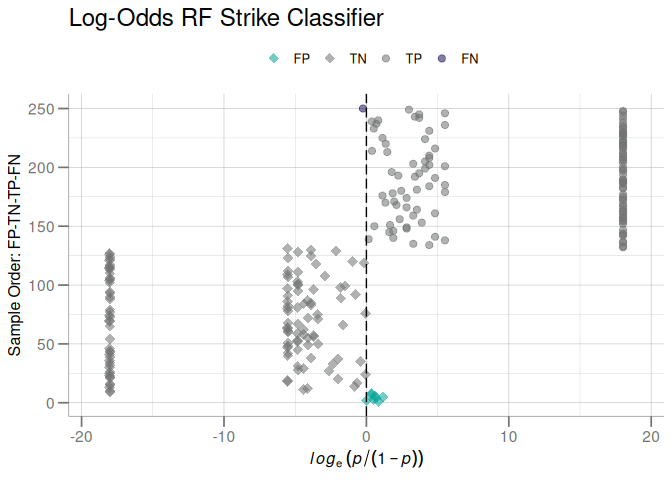 Log-Odds RF Strike Classifier
FP TN TP FN
250
200
150
100
50
0
Sample Order: FP-TN-TP-FN
-20 -10 0 10 20
logₑ(p/(1−p))